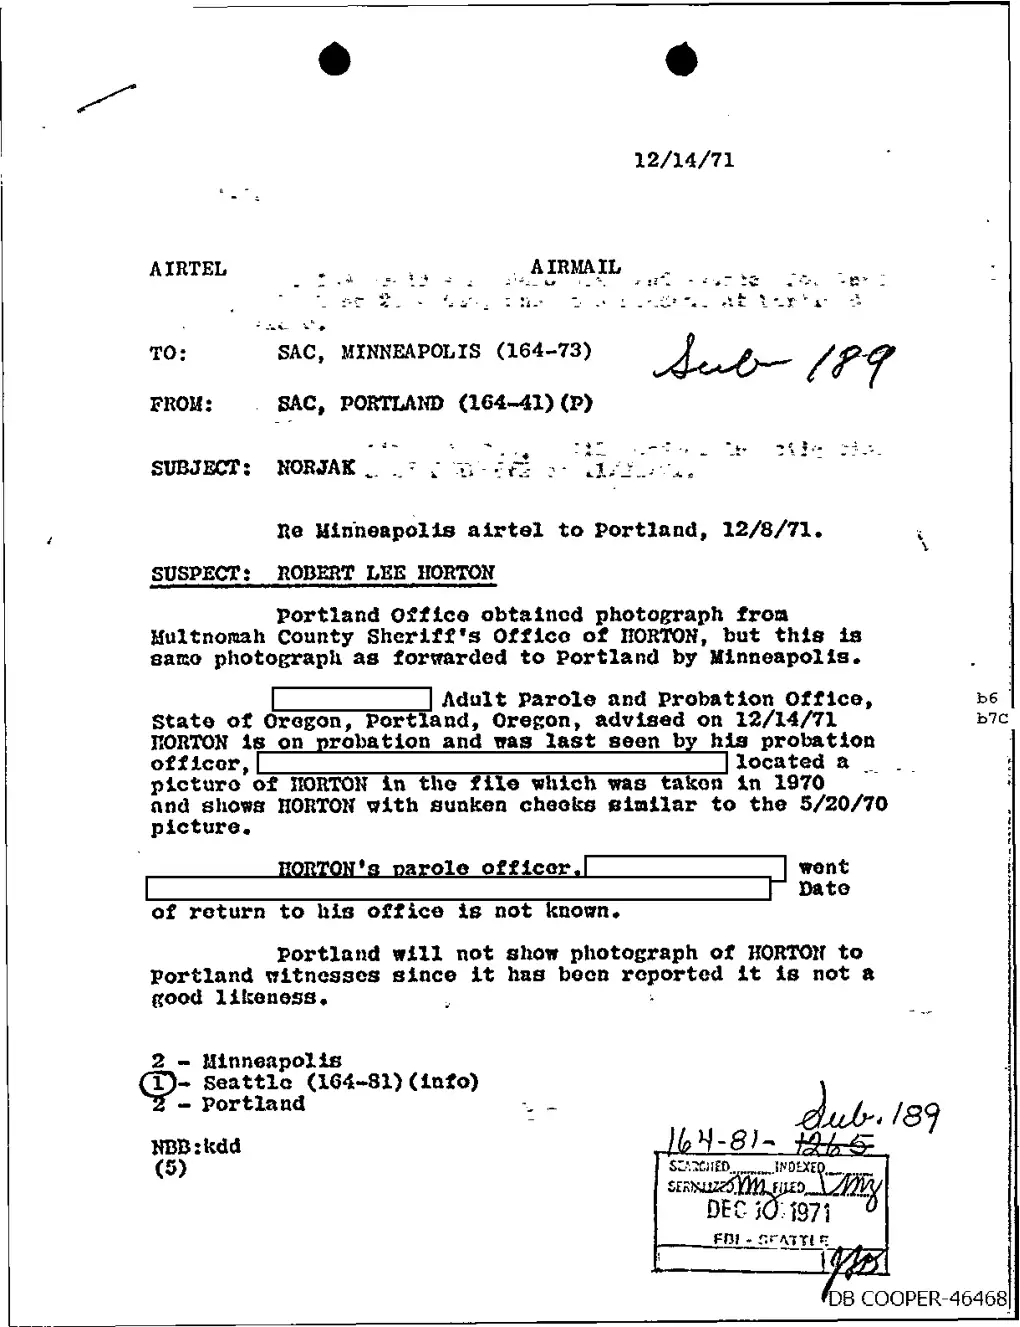 12/14/71
AIRTEL AIRMAIL
TO: SAC, MINNEAPOLIS (164-73)
Sub 189
FROM: SAC, PORTLAND (164-41)(P)
SUBJECT: NORJAK
Re Minneapolis airtel to Portland, 12/8/71.
SUSPECT: ROBERT LEE HORTON
Portland Office obtained photograph from
Multnomah County Sheriff's Office of HORTON, but this is
same photograph as forwarded to Portland by Minneapolis.
Adult Parole and Probation Office,
b6
State of Oregon, Portland, Oregon, advised on 12/14/71
b7C
HORTON is on probation and was last seen by his probation
officer, located a
picture of HORTON in the file which was taken in 1970
and shows HORTON with sunken cheeks similar to the 5/20/70
picture.
HORTON's parole officer, went
Date
of return to his office is not known.
Portland will not show photograph of HORTON to
Portland witnesses since it has been reported it is not a
good likeness.
2 - Minneapolis
1 - Seattle (164-81)(info)
2 - Portland
Sub. 189
164-81- 1265
NBB:kdd
(5)
SEARCHED INDEXED
SERIALIZED FILED
DEC 1971
FBI - SEATTLE
DB COOPER-46468